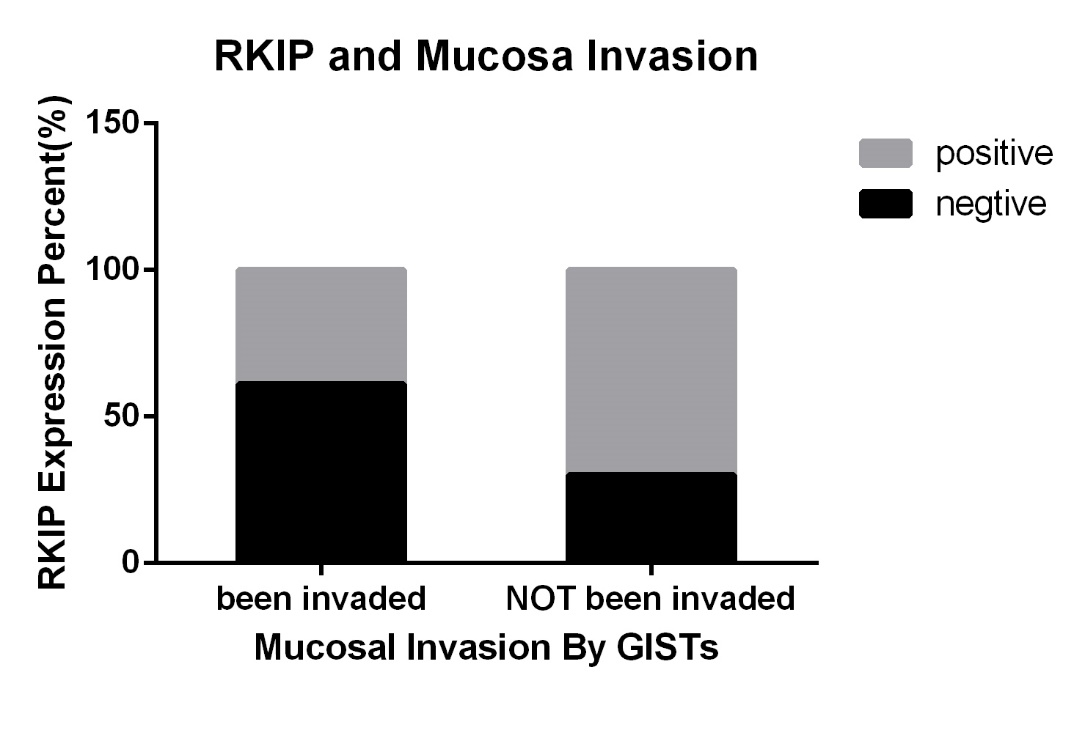 RKIP and Mucosa Invasion
RKIP Expression Percent(%)
150
100
50
0
positive
negtive
been invaded
NOT been invaded
Mucosal Invasion By GISTs